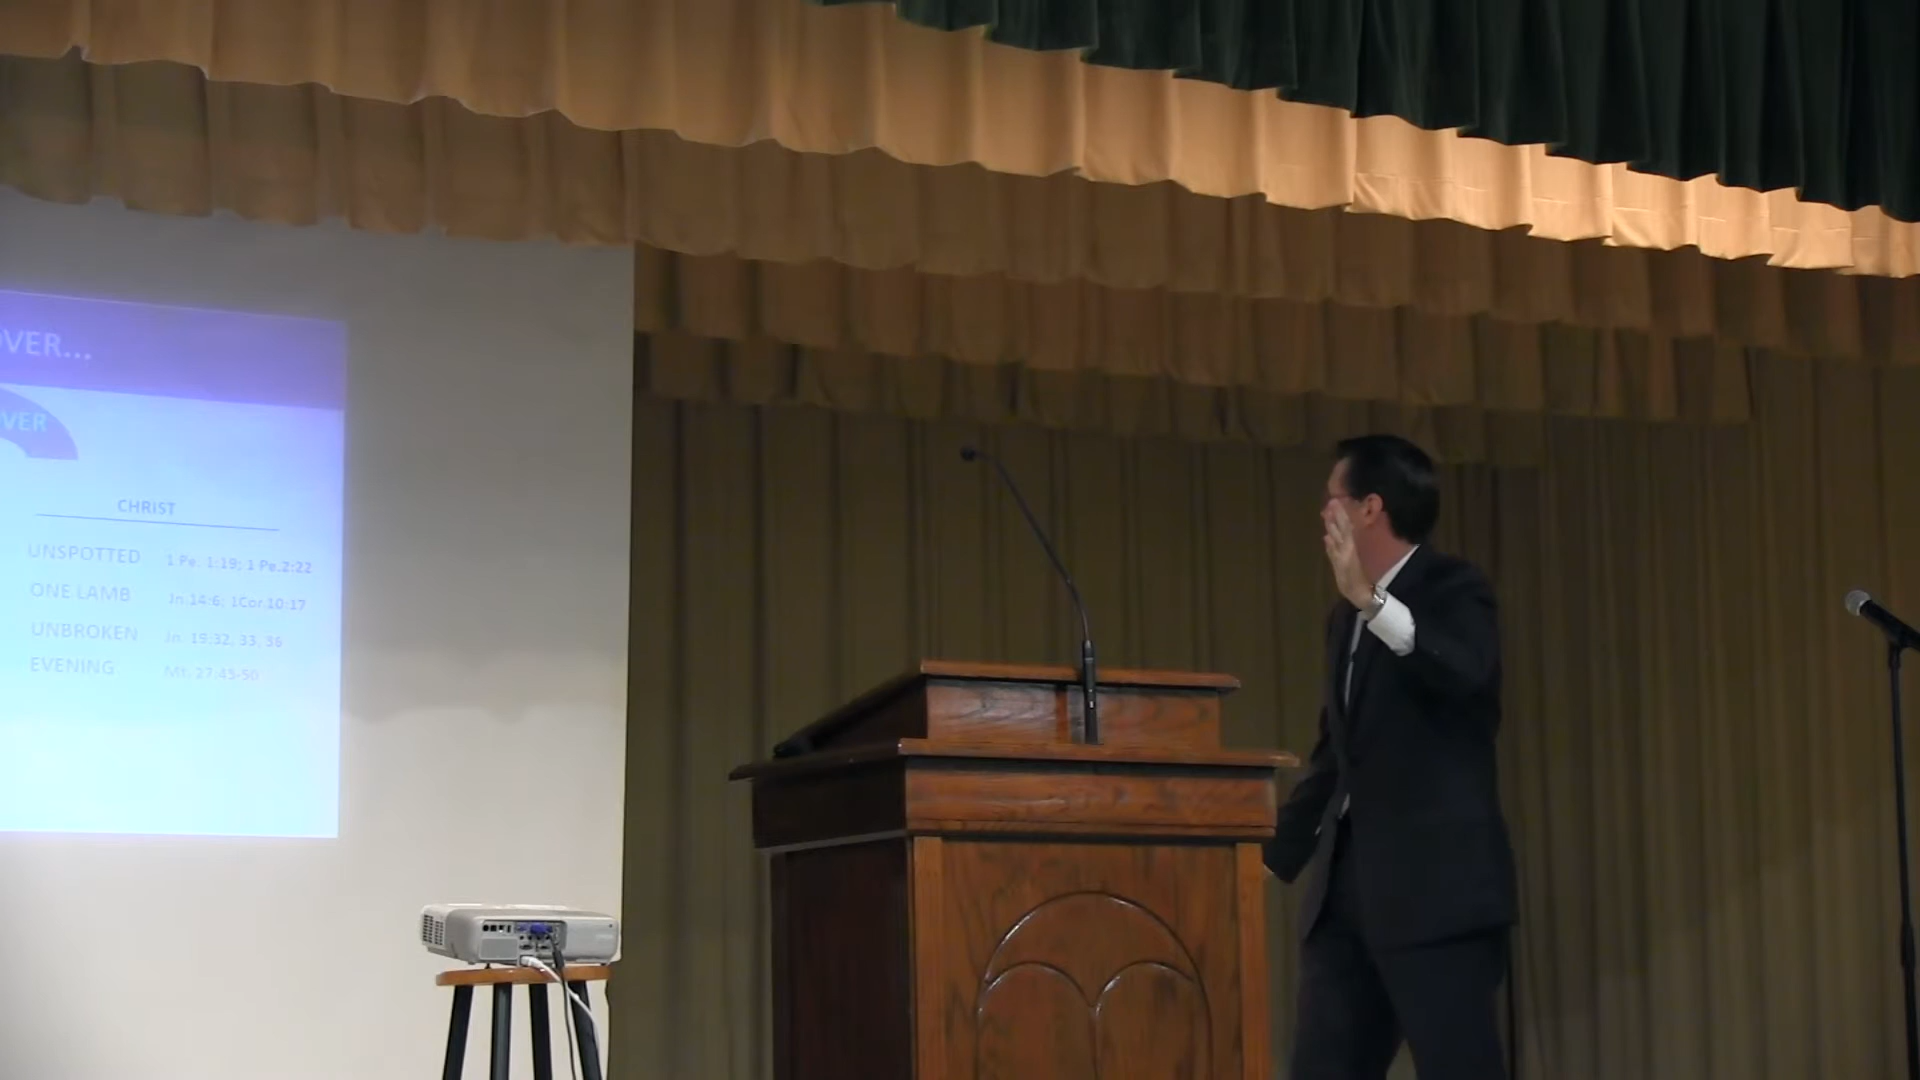 OVER...
OVER
CHRIST
UNSPOTTED 1 Pe. 1:19; 1 Pe.2:22
ONE LAMB Jn.14:6; 1Cor.10:17
UNBROKEN Jn. 19:32, 33, 36
EVENING Mt. 27:45-50